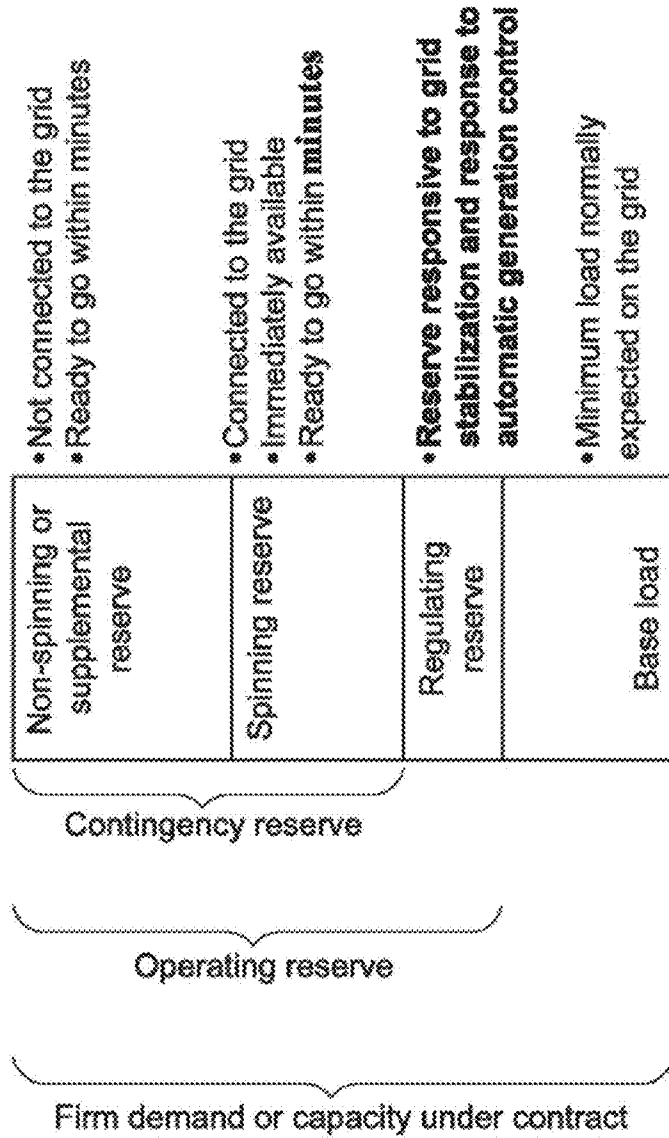 Non-spinning or
supplemental
reserve
• Not connected to the grid
• Ready to go within minutes
Spinning reserve
• Connected to the grid
• Immediately available
• Ready to go within minutes
Regulating
reserve
• Reserve responsive to grid
stabilization and response to
automatic generation control
Base load
• Minimum load normally
expected on the grid
Contingency reserve
Operating reserve
Firm demand or capacity under contract